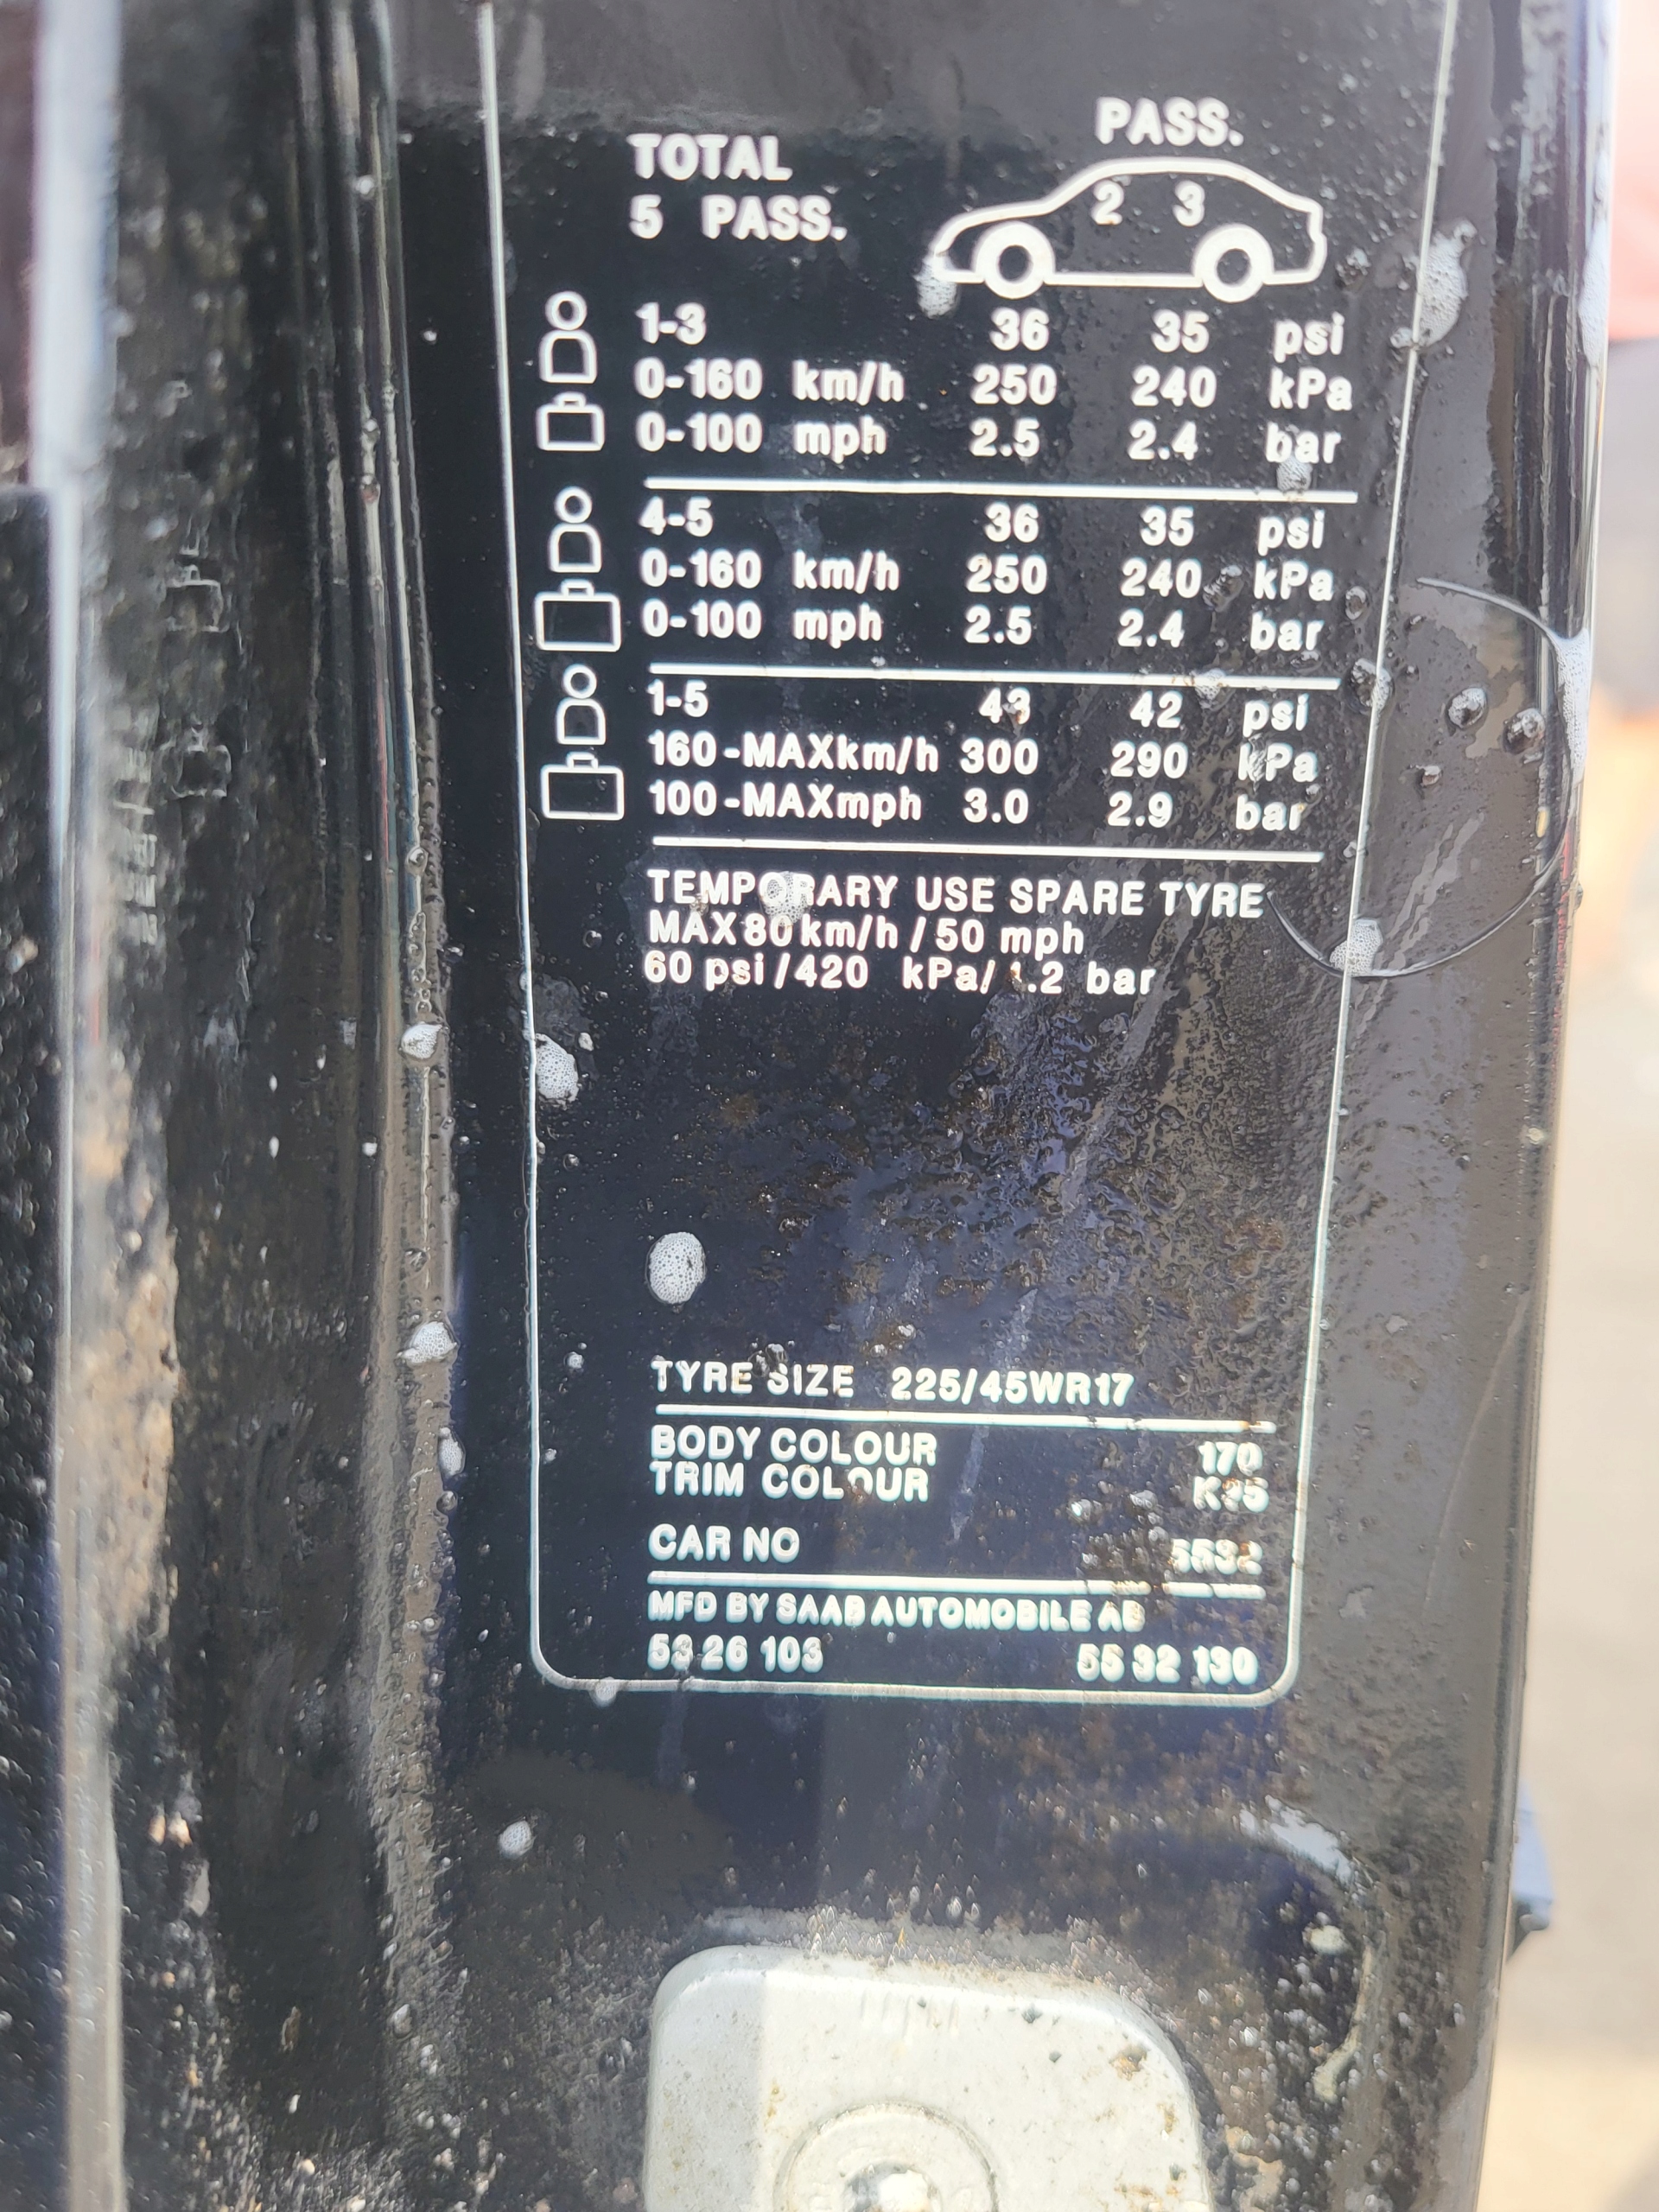 PASS.
TOTAL
5 PASS.
2 3
1-3 36 35 psi
0-160 km/h 250 240 kPa
0-100 mph 2.5 2.4 bar
4-5 36 35 psi
0-160 km/h 250 240 kPa
0-100 mph 2.5 2.4 bar
1-5 43 42 psi
160-MAXkm/h 300 290 kPa
100-MAXmph 3.0 2.9 bar
TEMPORARY USE SPARE TYRE
MAX 80 km/h / 50 mph
60 psi / 420 kPa/ .2 bar
TYRE SIZE 225/45WR17
BODY COLOUR 170
TRIM COLOUR
CAR NO 5532
MFD BY SAAB AUTOMOBILE AB
53 26 103 55 32 130